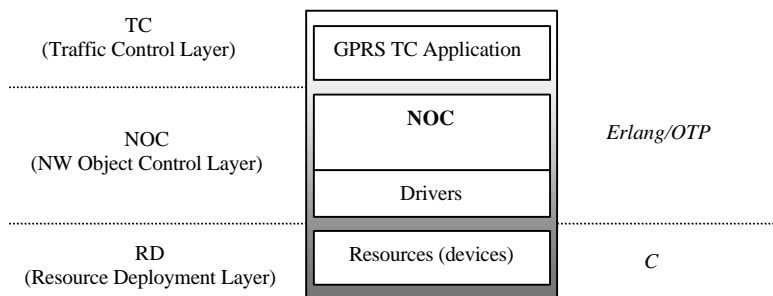 TC
(Traffic Control Layer)
GPRS TC Application
NOC
(NW Object Control Layer)
NOC
Drivers
Erlang/OTP
RD
(Resource Deployment Layer)
Resources (devices)
C